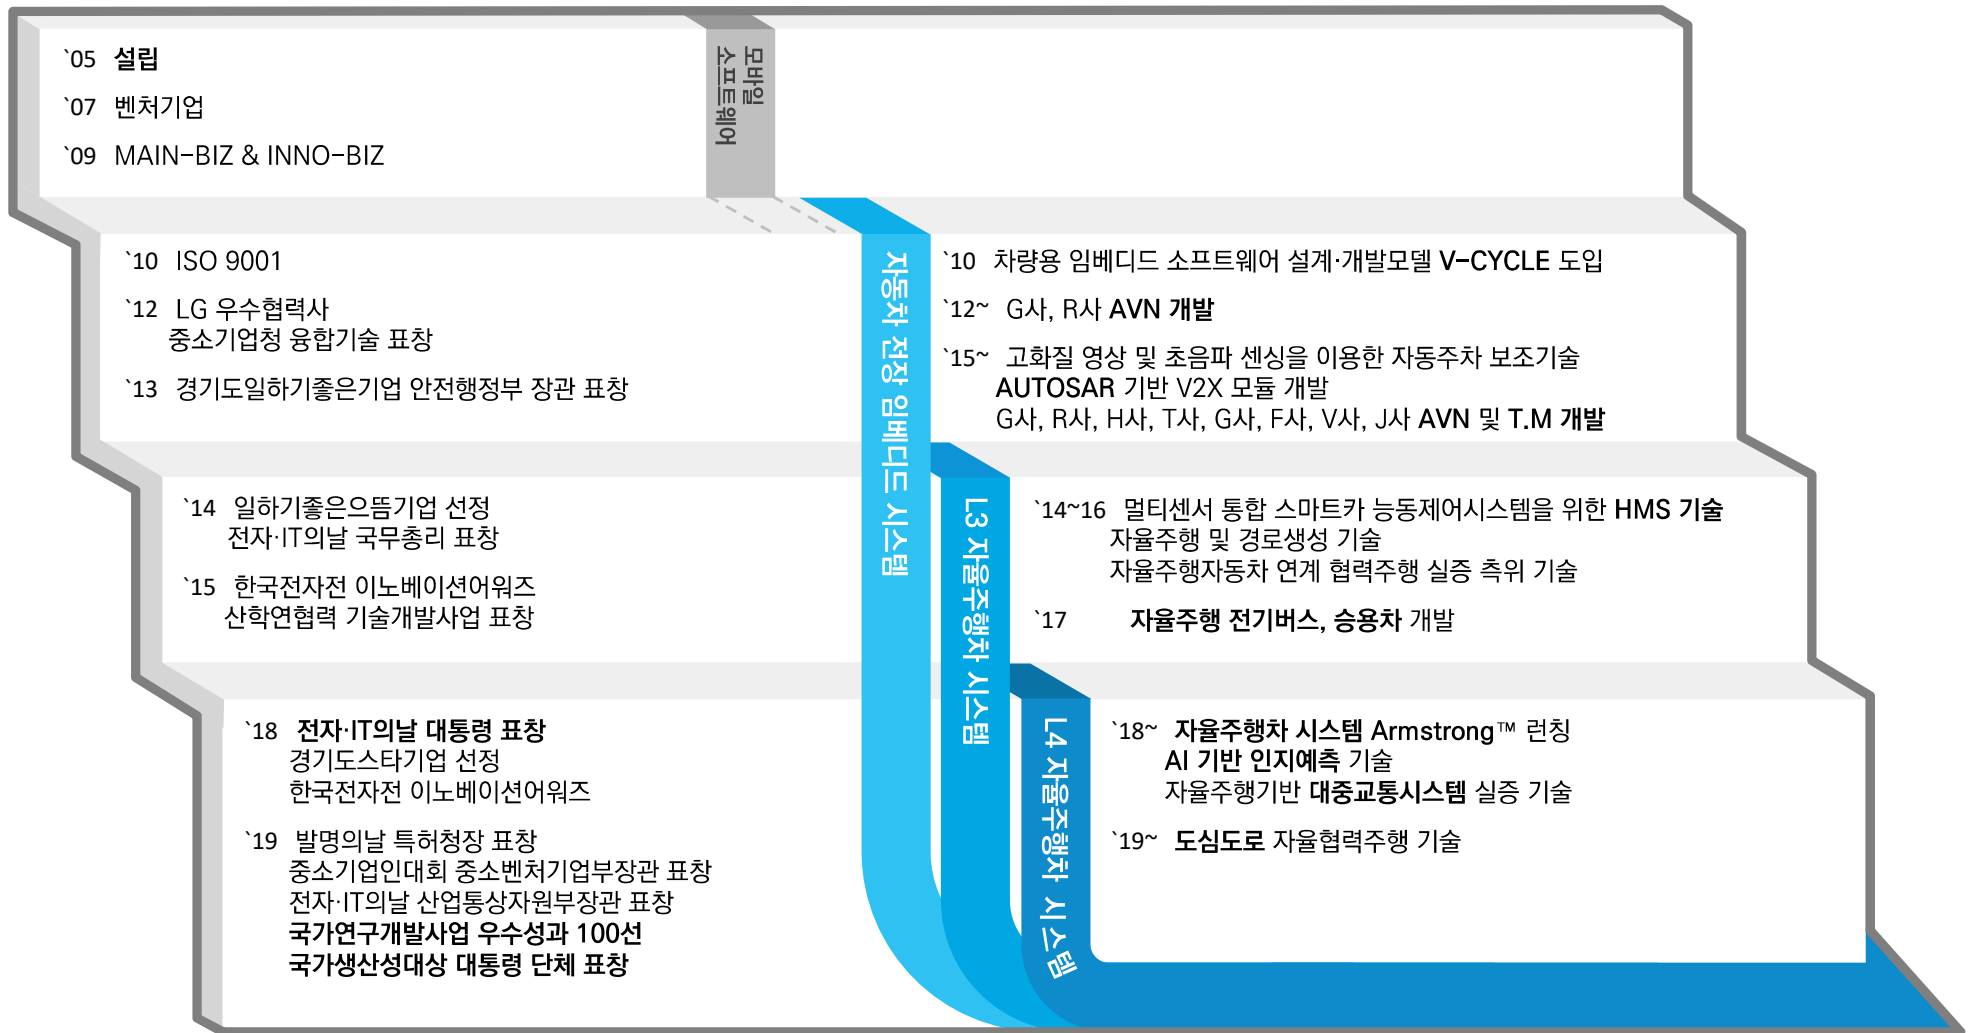 `05 설립
`07 벤처기업
`09 MAIN-BIZ & INNO-BIZ
모바일
소프트웨어
`10 ISO 9001
`12 LG 우수협력사
중소기업청 융합기술 표창
`13 경기도일하기좋은기업 안전행정부 장관 표창
자동차 전장 임베디드 시스템
`10 차량용 임베디드 소프트웨어 설계·개발모델 V-CYCLE 도입
`12~ G사, R사 AVN 개발
`15~ 고화질 영상 및 초음파 센싱을 이용한 자동주차 보조기술
AUTOSAR 기반 V2X 모듈 개발
G사, R사, H사, T사, G사, F사, V사, J사 AVN 및 T.M 개발
`14 일하기좋은으뜸기업 선정
전자·IT의날 국무총리 표창
`15 한국전자전 이노베이션어워즈
산학연협력 기술개발사업 표창
L3 자율주행차 시스템
`14~16 멀티센서 통합 스마트카 능동제어시스템을 위한 HMS 기술
자율주행 및 경로생성 기술
자율주행자동차 연계 협력주행 실증 측위 기술
`17 자율주행 전기버스, 승용차 개발
`18 전자·IT의날 대통령 표창
경기도스타기업 선정
한국전자전 이노베이션어워즈
`19 발명의날 특허청장 표창
중소기업인대회 중소벤처기업부장관 표창
전자·IT의날 산업통상자원부장관 표창
국가연구개발사업 우수성과 100선
국가생산성대상 대통령 단체 표창
L4 자율주행차 시스템
`18~ 자율주행차 시스템 Armstrong™ 런칭
AI 기반 인지예측 기술
자율주행기반 대중교통시스템 실증 기술
`19~ 도심도로 자율협력주행 기술